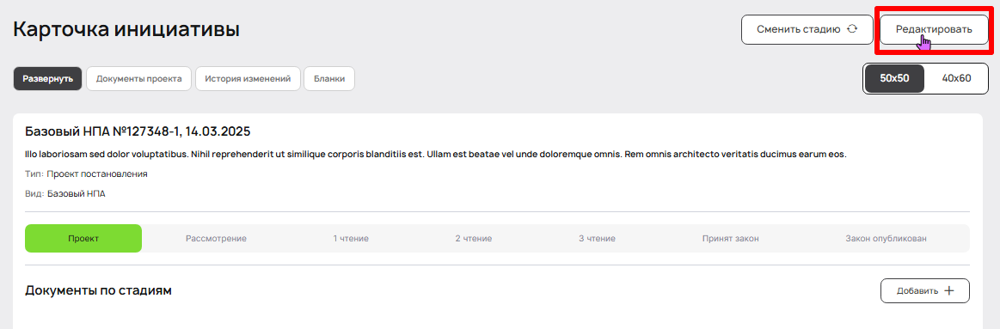 Карточка инициативы
Сменить стадию
Редактировать
Развернуть
Документы проекта
История изменений
Бланки
50x50
40x60
Базовый НПА №127348-1, 14.03.2025
Illo laboriosam sed dolor voluptatibus. Nihil reprehenderit ut similique corporis blanditiis est. Ullam est beatae vel unde doloremque omnis. Rem omnis architecto veritatis ducimus earum eos.
Тип: Проект постановления
Вид: Базовый НПА
Проект
Рассмотрение
1 чтение
2 чтение
3 чтение
Принят закон
Закон опубликован
Документы по стадиям
Добавить